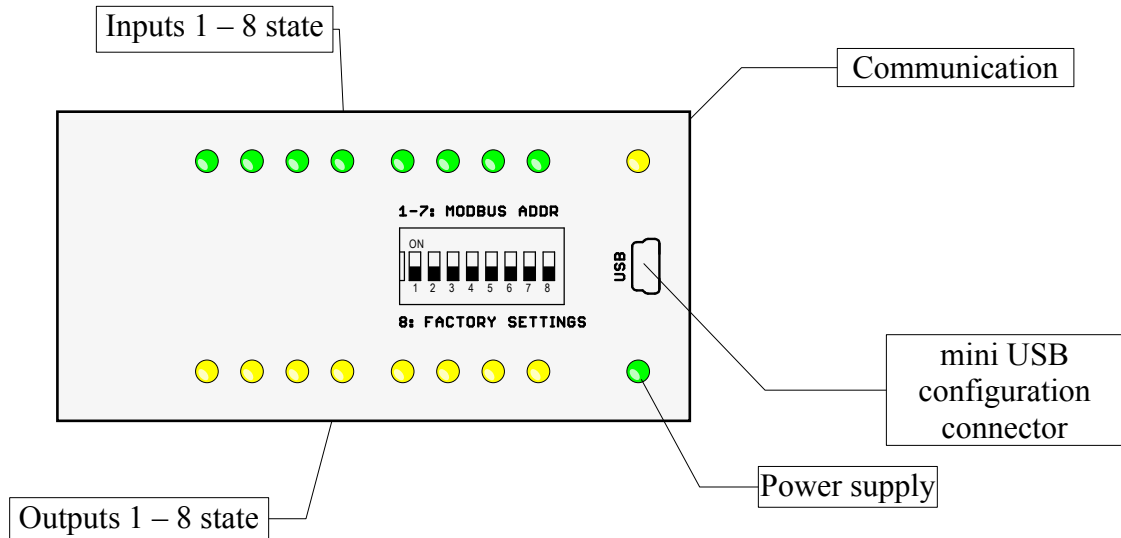 Inputs 1 – 8 state
Communication
1-7: MODBUS ADDR
ON
1 2 3 4 5 6 7 8
USB
8: FACTORY SETTINGS
mini USB
configuration
connector
Power supply
Outputs 1 – 8 state